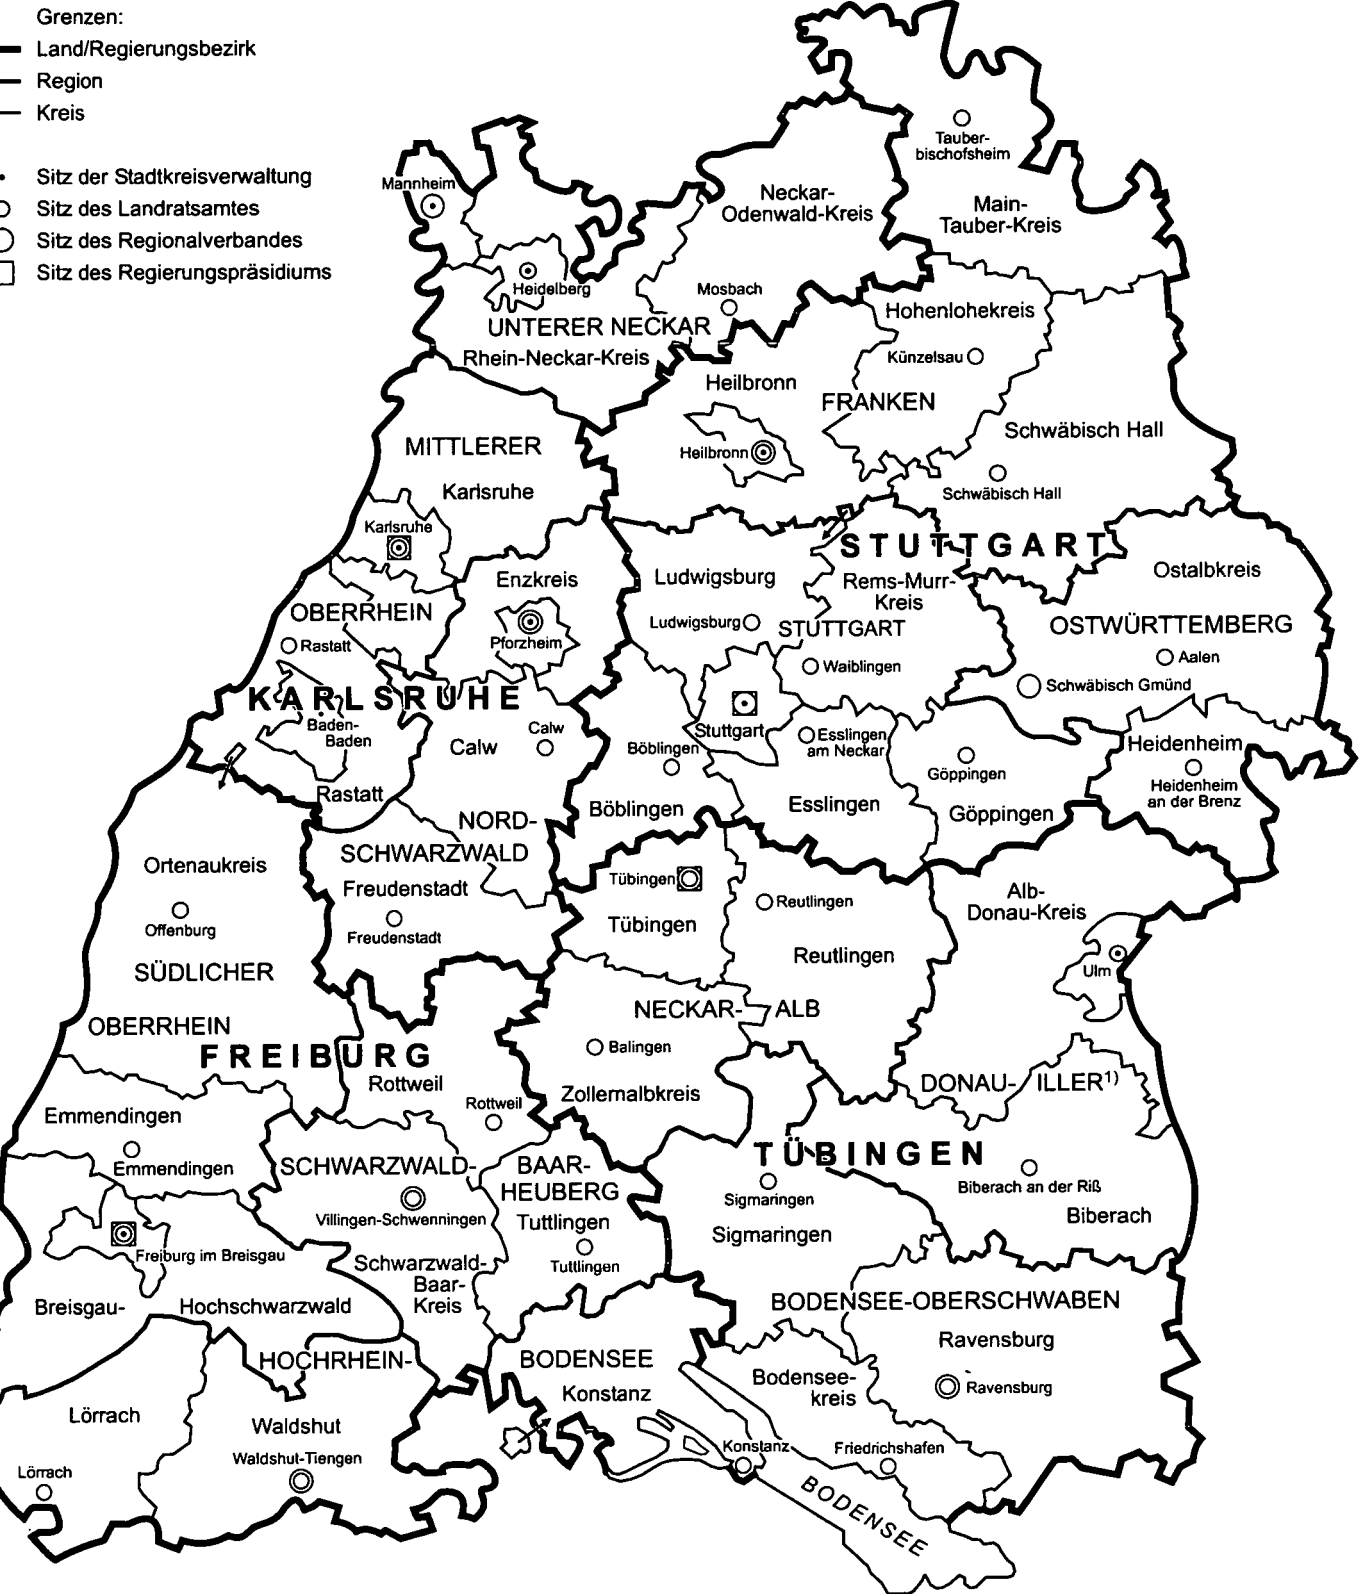 Grenzen:
Land/Regierungsbezirk
Region
Kreis
Sitz der Stadtkreisverwaltung
Sitz des Landratsamtes
Sitz des Regionalverbandes
Sitz des Regierungspräsidiums
Tauber-
bischofsheim
Main-
Tauber-Kreis
Neckar-
Odenwald-Kreis
Mannheim
Heidelberg
Mosbach
UNTERER NECKAR
Rhein-Neckar-Kreis
Hohenlohekreis
Künzelsau
Heilbronn
FRANKEN
Heilbronn
Schwäbisch Hall
Schwäbisch Hall
MITTLERER
Karlsruhe
Karlsruhe
STUTTGART
Enzkreis
Pforzheim
OBERRHEIN
Rastatt
Ludwigsburg
Ludwigsburg
Rems-Murr-
Kreis
STUTTGART
Waiblingen
Ostalbkreis
OSTWÜRTTEMBERG
Aalen
Schwäbisch Gmünd
KARLSRUHE
Baden-
Baden
Rastatt
Calw
Calw
Stuttgart
Böblingen
Böblingen
Esslingen
am Neckar
Esslingen
Göppingen
Göppingen
Heidenheim
Heidenheim
an der Brenz
NORD-
SCHWARZWALD
Freudenstadt
Freudenstadt
Ortenaukreis
Offenburg
SÜDLICHER
OBERRHEIN
Tübingen
Tübingen
Reutlingen
Reutlingen
Alb-
Donau-Kreis
Ulm
NECKAR-ALB
Balingen
Zollernalbkreis
DONAU-ILLER¹⁾
FREIBURG
Rottweil
Rottweil
Emmendingen
Emmendingen
SCHWARZWALD-
BAAR-
HEUBERG
Villingen-Schwenningen
Tuttlingen
Tuttlingen
Schwarzwald-
Baar-
Kreis
TÜBINGEN
Sigmaringen
Sigmaringen
Biberach an der Riß
Biberach
Freiburg im Breisgau
Breisgau-
Hochschwarzwald
HOCHRHEIN-
BODENSEE
Konstanz
BODENSEE-OBERSCHWABEN
Ravensburg
Ravensburg
Bodensee-
kreis
Lörrach
Lörrach
Waldshut
Waldshut-Tiengen
Konstanz
Friedrichshafen
BODENSEE